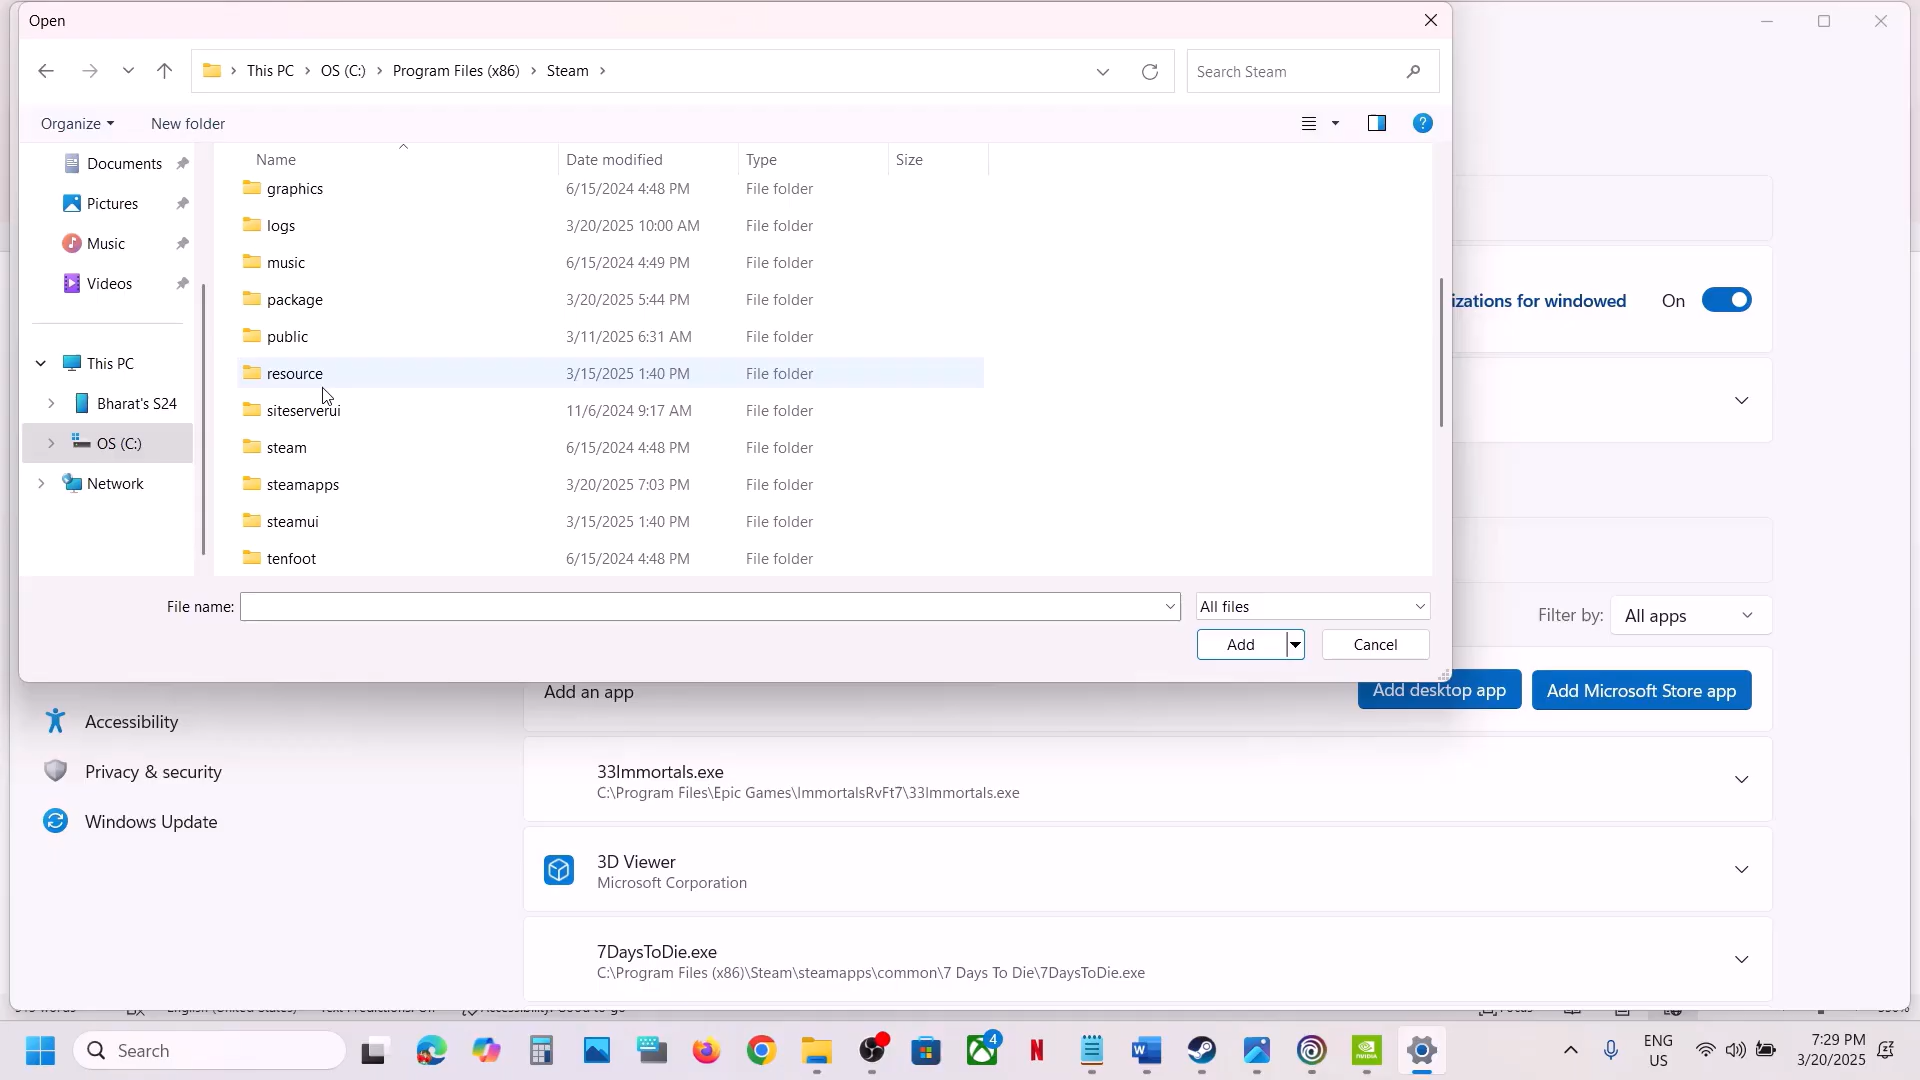 Open
This PC
OS (C:)
Program Files (x86)
Steam
Search Steam
Organize
New folder
Name
Date modified
Type
Size
Documents
Pictures
Music
Videos
This PC
Bharat's S24
OS (C:)
Network
graphics 6/15/2024 4:48 PM File folder
logs 3/20/2025 10:00 AM File folder
music 6/15/2024 4:49 PM File folder
package 3/20/2025 5:44 PM File folder
public 3/11/2025 6:31 AM File folder
resource 3/15/2025 1:40 PM File folder
siteserverui 11/6/2024 9:17 AM File folder
steam 6/15/2024 4:48 PM File folder
steamapps 3/20/2025 7:03 PM File folder
steamui 3/15/2025 1:40 PM File folder
tenfoot 6/15/2024 4:48 PM File folder
File name:
All files
Add
Cancel
izations for windowed
On
Filter by:
All apps
Add an app
Add desktop app
Add Microsoft Store app
Accessibility
Privacy & security
Windows Update
33Immortals.exe
C:\Program Files\Epic Games\ImmortalsRvFt7\33Immortals.exe
3D Viewer
Microsoft Corporation
7DaysToDie.exe
C:\Program Files (x86)\Steam\steamapps\common\7 Days To Die\7DaysToDie.exe
Search
4
ENG
US
7:29 PM
3/20/2025